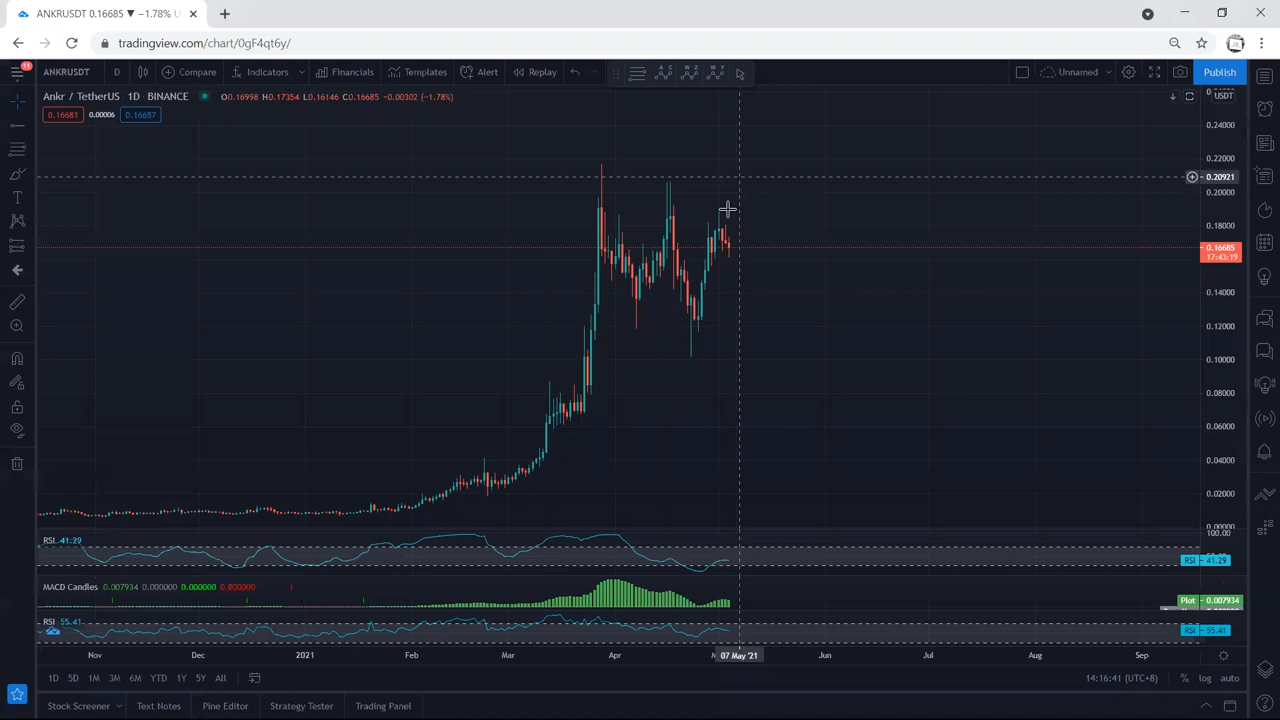 ANKRUSDT 0.16685 ▼ −1.78% U
tradingview.com/chart/0gF4qt6y/
11
ANKRUSDT D Compare Indicators Financials Templates Alert Replay Unnamed Publish
Ankr / TetherUS 1D BINANCE O0.16998 H0.17354 L0.16146 C0.16685 −0.00302 (−1.78%)
USDT
0.16681 0.00006 0.16687
0.24000
0.22000
0.20921
0.20000
0.18000
0.16685
17:43:19
0.14000
0.12000
0.10000
0.08000
0.06000
0.04000
0.02000
0.0000
100.00
RSI 41.29
RSI 41.29
MACD Candles 0.007934 0.000000 0.000000 0.000000
Plot 0.007934
RSI 55.41
RSI 55.41
Nov Dec 2021 Feb Mar Apr 07 May '21 Jun Jul Aug Sep
1D 5D 1M 3M 6M YTD 1Y 5Y All 14:16:41 (UTC+8) % log auto
Stock Screener Text Notes Pine Editor Strategy Tester Trading Panel